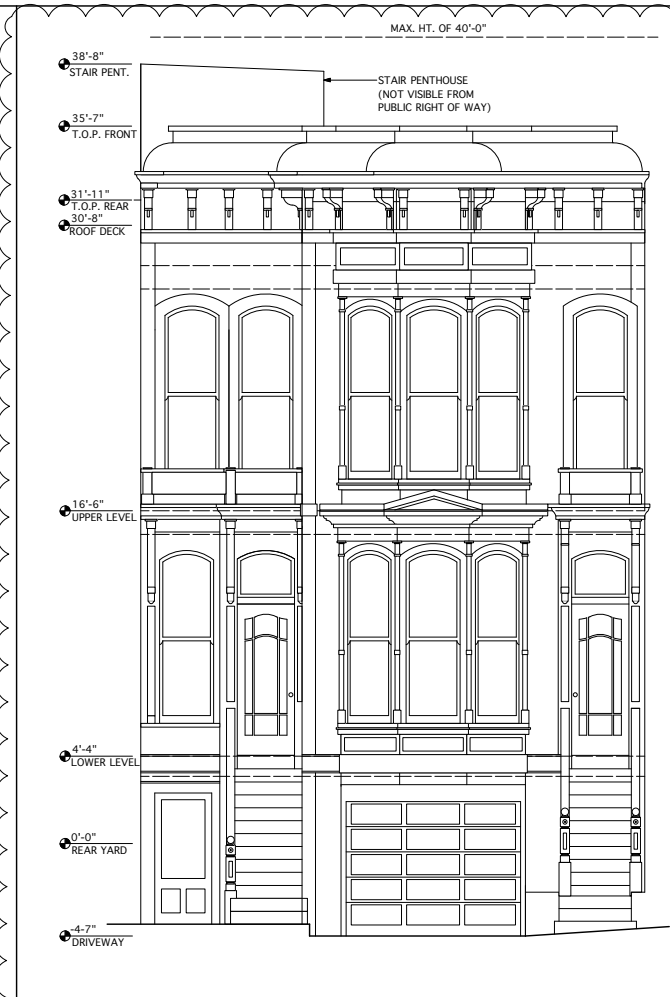 MAX. HT. OF 40'-0"
38'-8"
STAIR PENT.
STAIR PENTHOUSE
(NOT VISIBLE FROM
PUBLIC RIGHT OF WAY)
35'-7"
T.O.P. FRONT
31'-11"
T.O.P. REAR
30'-8"
ROOF DECK
16'-6"
UPPER LEVEL
4'-4"
LOWER LEVEL
0'-0"
REAR YARD
-4-7"
DRIVEWAY